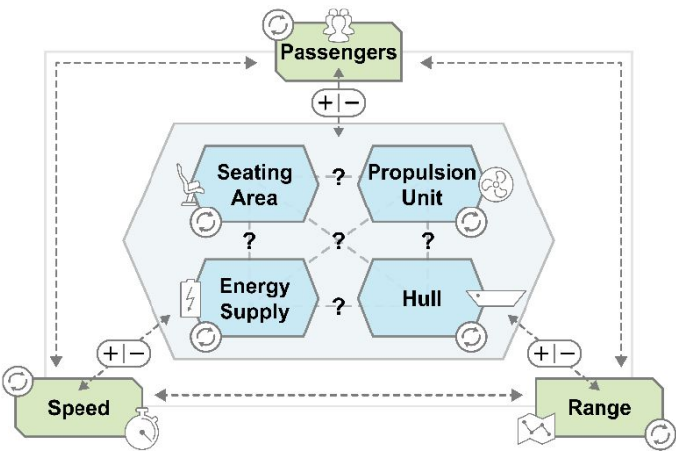 Passengers
+|−
Seating
Area
?
Propulsion
Unit
?
?
?
Energy
Supply
?
Hull
+|−
+|−
Speed
Range